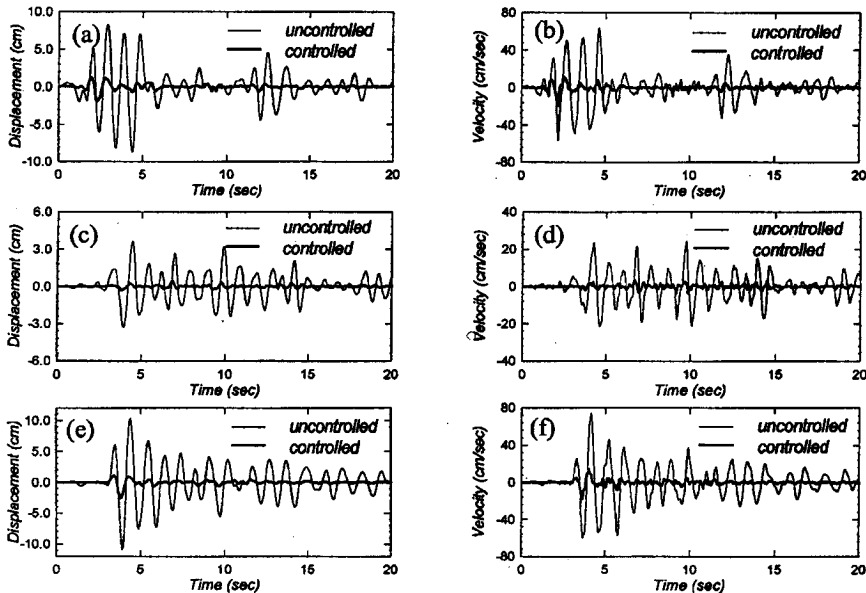 (a)
uncontrolled
controlled
Displacement (cm)
10.0
5.0
0.0
-5.0
-10.0
0
5
10
15
20
Time (sec)
(b)
uncontrolled
controlled
Velocity (cm/sec)
80
40
0
-40
-80
0
5
10
15
20
Time (sec)
(c)
uncontrolled
controlled
Displacement (cm)
6.0
3.0
0.0
-3.0
-6.0
0
5
10
15
20
Time (sec)
(d)
uncontrolled
controlled
Velocity (cm/sec)
40
20
0
-20
-40
0
5
10
15
20
Time (sec)
(e)
uncontrolled
controlled
Displacement (cm)
10.0
5.0
0.0
-5.0
-10.0
0
5
10
15
20
Time (sec)
(f)
uncontrolled
controlled
Velocity (cm/sec)
80
40
0
-40
-80
0
5
10
15
20
Time (sec)